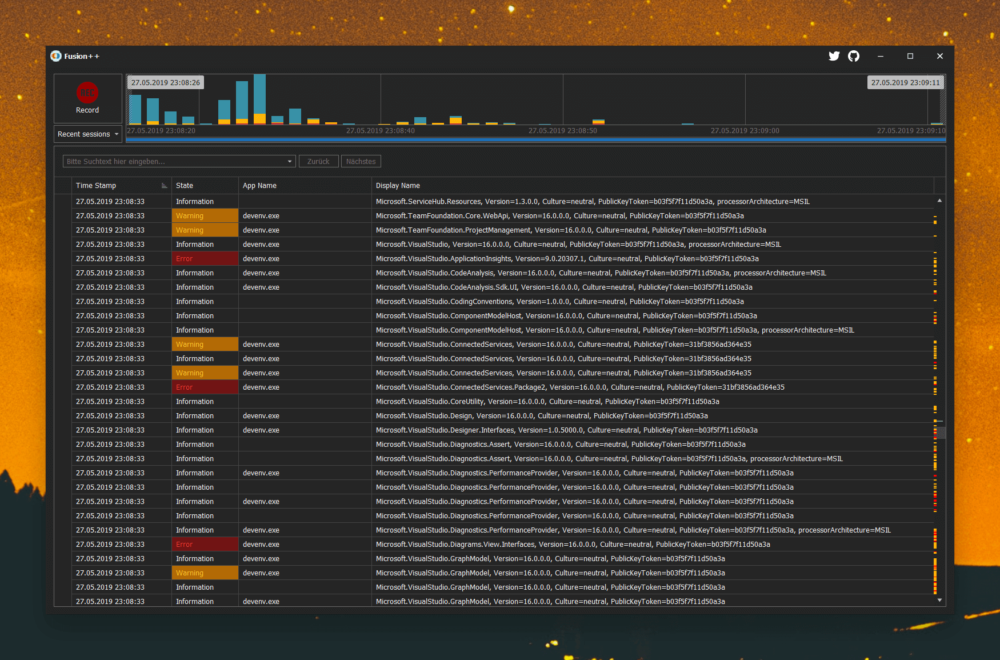 Fusion++
REC
Record
Recent sessions
27.05.2019 23:08:26
27.05.2019 23:09:11
27.05.2019 23:08:20 27.05.2019 23:08:40 27.05.2019 23:08:50 27.05.2019 23:09:00 27.05.2019 23:09:10
Bitte Suchtext hier eingeben... Zurück Nächstes
Time Stamp State App Name Display Name
27.05.2019 23:08:33 Information Microsoft.ServiceHub.Resources, Version=1.3.0.0, Culture=neutral, PublicKeyToken=b03f5f7f11d50a3a, processorArchitecture=MSIL
27.05.2019 23:08:33 Warning devenv.exe Microsoft.TeamFoundation.Core.WebApi, Version=16.0.0.0, Culture=neutral, PublicKeyToken=b03f5f7f11d50a3a
27.05.2019 23:08:33 Warning devenv.exe Microsoft.TeamFoundation.ProjectManagement, Version=16.0.0.0, Culture=neutral, PublicKeyToken=b03f5f7f11d50a3a
27.05.2019 23:08:33 Information devenv.exe Microsoft.VisualStudio, Version=16.0.0.0, Culture=neutral, PublicKeyToken=b03f5f7f11d50a3a, processorArchitecture=MSIL
27.05.2019 23:08:33 Error devenv.exe Microsoft.VisualStudio.ApplicationInsights, Version=9.0.20307.1, Culture=neutral, PublicKeyToken=b03f5f7f11d50a3a
27.05.2019 23:08:33 Information devenv.exe Microsoft.VisualStudio.CodeAnalysis, Version=16.0.0.0, Culture=neutral, PublicKeyToken=b03f5f7f11d50a3a, processorArchitecture=MSIL
27.05.2019 23:08:33 Information devenv.exe Microsoft.VisualStudio.CodeAnalysis.Sdk.UI, Version=16.0.0.0, Culture=neutral, PublicKeyToken=b03f5f7f11d50a3a
27.05.2019 23:08:33 Information Microsoft.VisualStudio.CodingConventions, Version=1.0.0.0, Culture=neutral, PublicKeyToken=b03f5f7f11d50a3a
27.05.2019 23:08:33 Information Microsoft.VisualStudio.ComponentModelHost, Version=16.0.0.0, Culture=neutral, PublicKeyToken=b03f5f7f11d50a3a
27.05.2019 23:08:33 Information Microsoft.VisualStudio.ComponentModelHost, Version=16.0.0.0, Culture=neutral, PublicKeyToken=b03f5f7f11d50a3a, processorArchitecture=MSIL
27.05.2019 23:08:33 Warning devenv.exe Microsoft.VisualStudio.ConnectedServices, Version=16.0.0.0, Culture=neutral, PublicKeyToken=31bf3856ad364e35
27.05.2019 23:08:33 Information devenv.exe Microsoft.VisualStudio.ConnectedServices, Version=16.0.0.0, Culture=neutral, PublicKeyToken=31bf3856ad364e35
27.05.2019 23:08:33 Warning devenv.exe Microsoft.VisualStudio.ConnectedServices, Version=16.0.0.0, Culture=neutral, PublicKeyToken=31bf3856ad364e35
27.05.2019 23:08:33 Error devenv.exe Microsoft.VisualStudio.ConnectedServices.Package2, Version=16.0.0.0, Culture=neutral, PublicKeyToken=31bf3856ad364e35
27.05.2019 23:08:33 Information Microsoft.VisualStudio.CoreUtility, Version=16.0.0.0, Culture=neutral, PublicKeyToken=b03f5f7f11d50a3a
27.05.2019 23:08:33 Information devenv.exe Microsoft.VisualStudio.Design, Version=16.0.0.0, Culture=neutral, PublicKeyToken=b03f5f7f11d50a3a
27.05.2019 23:08:33 Information devenv.exe Microsoft.VisualStudio.Designer.Interfaces, Version=1.0.5000.0, Culture=neutral, PublicKeyToken=b03f5f7f11d50a3a
27.05.2019 23:08:33 Information Microsoft.VisualStudio.Diagnostics.Assert, Version=16.0.0.0, Culture=neutral, PublicKeyToken=b03f5f7f11d50a3a
27.05.2019 23:08:33 Information Microsoft.VisualStudio.Diagnostics.Assert, Version=16.0.0.0, Culture=neutral, PublicKeyToken=b03f5f7f11d50a3a, processorArchitecture=MSIL
27.05.2019 23:08:33 Information devenv.exe Microsoft.VisualStudio.Diagnostics.PerformanceProvider, Version=16.0.0.0, Culture=neutral, PublicKeyToken=b03f5f7f11d50a3a
27.05.2019 23:08:33 Information Microsoft.VisualStudio.Diagnostics.PerformanceProvider, Version=16.0.0.0, Culture=neutral, PublicKeyToken=b03f5f7f11d50a3a
27.05.2019 23:08:33 Information devenv.exe Microsoft.VisualStudio.Diagnostics.PerformanceProvider, Version=16.0.0.0, Culture=neutral, PublicKeyToken=b03f5f7f11d50a3a
27.05.2019 23:08:33 Information Microsoft.VisualStudio.Diagnostics.PerformanceProvider, Version=16.0.0.0, Culture=neutral, PublicKeyToken=b03f5f7f11d50a3a
27.05.2019 23:08:33 Information devenv.exe Microsoft.VisualStudio.Diagnostics.PerformanceProvider, Version=16.0.0.0, Culture=neutral, PublicKeyToken=b03f5f7f11d50a3a, processorArchitecture=MSIL
27.05.2019 23:08:33 Error devenv.exe Microsoft.VisualStudio.Diagrams.View.Interfaces, Version=16.0.0.0, Culture=neutral, PublicKeyToken=b03f5f7f11d50a3a
27.05.2019 23:08:33 Information devenv.exe Microsoft.VisualStudio.GraphModel, Version=16.0.0.0, Culture=neutral, PublicKeyToken=b03f5f7f11d50a3a
27.05.2019 23:08:33 Warning devenv.exe Microsoft.VisualStudio.GraphModel, Version=16.0.0.0, Culture=neutral, PublicKeyToken=b03f5f7f11d50a3a
27.05.2019 23:08:33 Information Microsoft.VisualStudio.GraphModel, Version=16.0.0.0, Culture=neutral, PublicKeyToken=b03f5f7f11d50a3a
27.05.2019 23:08:33 Information devenv.exe Microsoft.VisualStudio.GraphModel, Version=16.0.0.0, Culture=neutral, PublicKeyToken=b03f5f7f11d50a3a